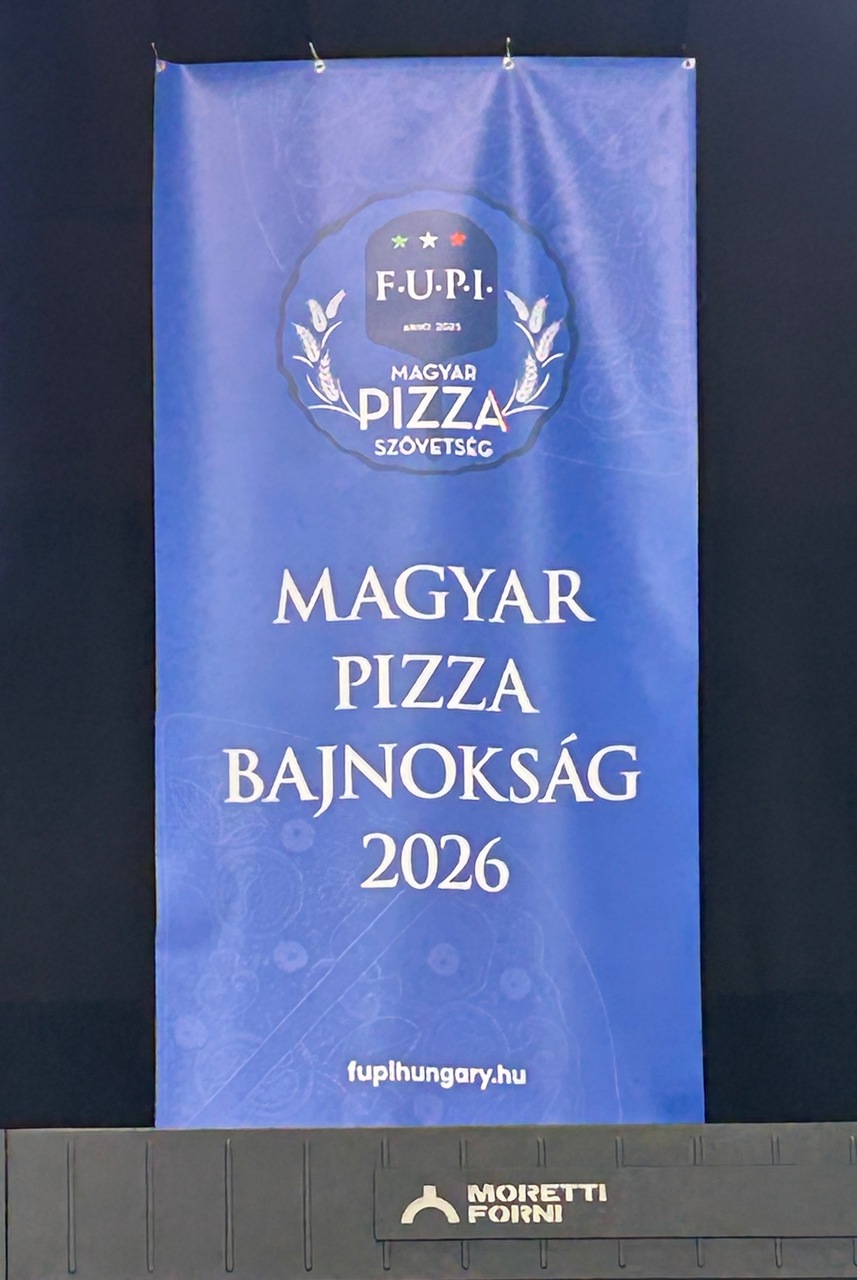 F.U.P.I.
MAGYAR
PIZZA
SZÖVETSÉG
MAGYAR
PIZZA
BAJNOKSÁG
2026
fupihungary.hu
MORETTI
FORNI